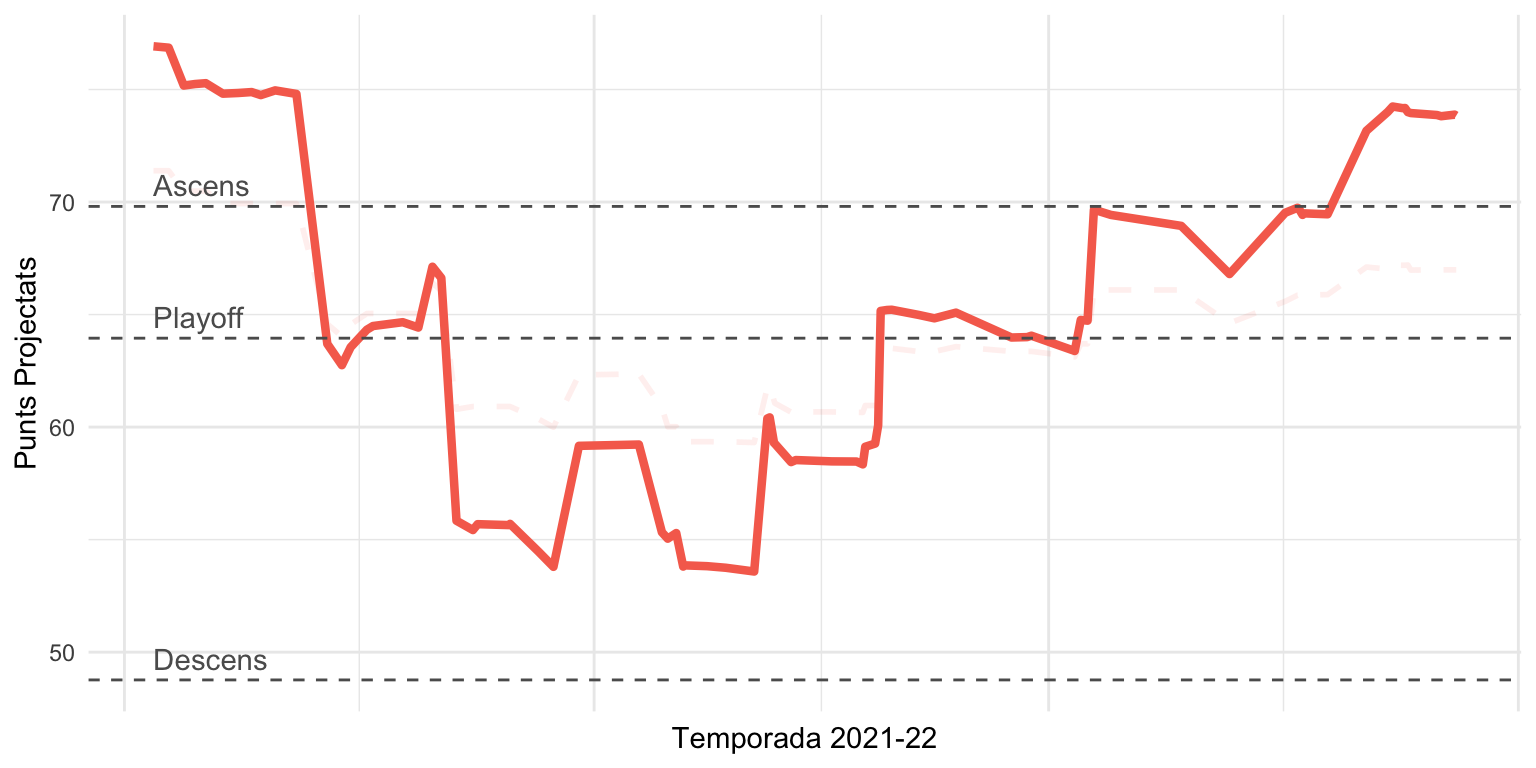 Ascens
70
Playoff
Punts Projectats
60
50
Descens
Temporada 2021-22